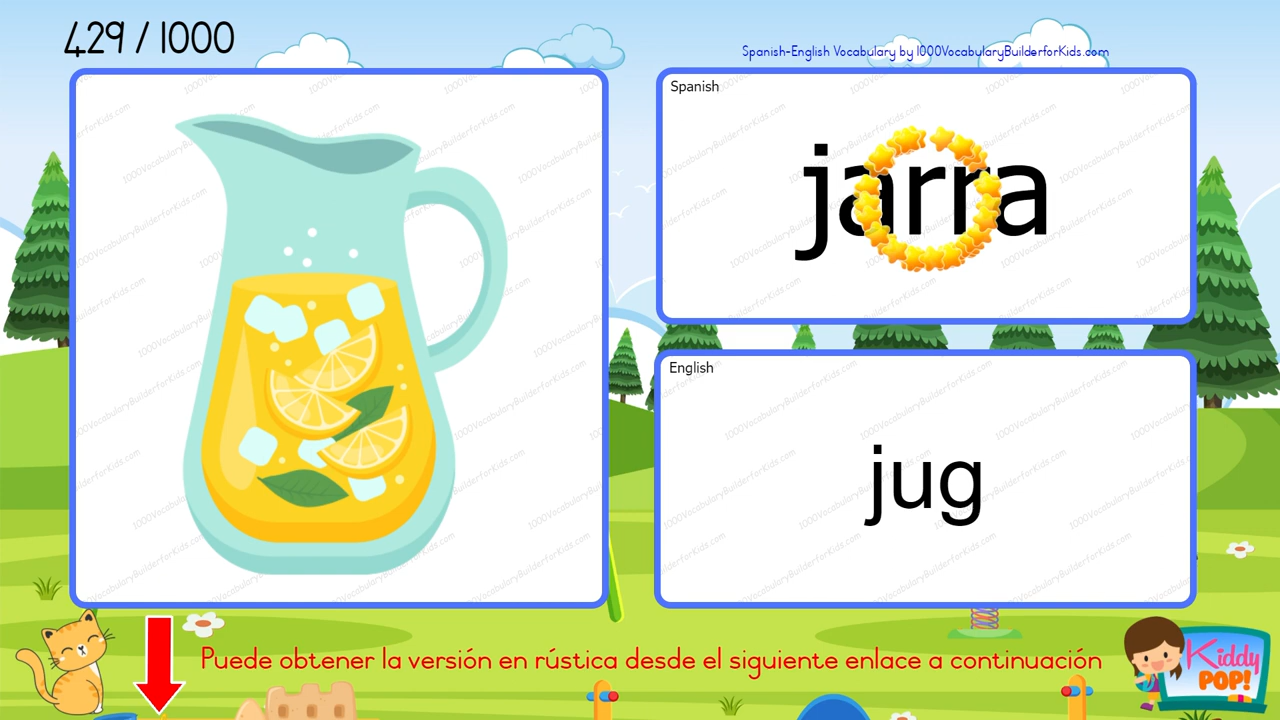 429 / 1000
Spanish-English Vocabulary by 1000VocabularyBuilderforKids.com
Spanish
jarra
English
jug
Puede obtener la versión en rústica desde el siguiente enlace a continuación
Kiddy
POP!